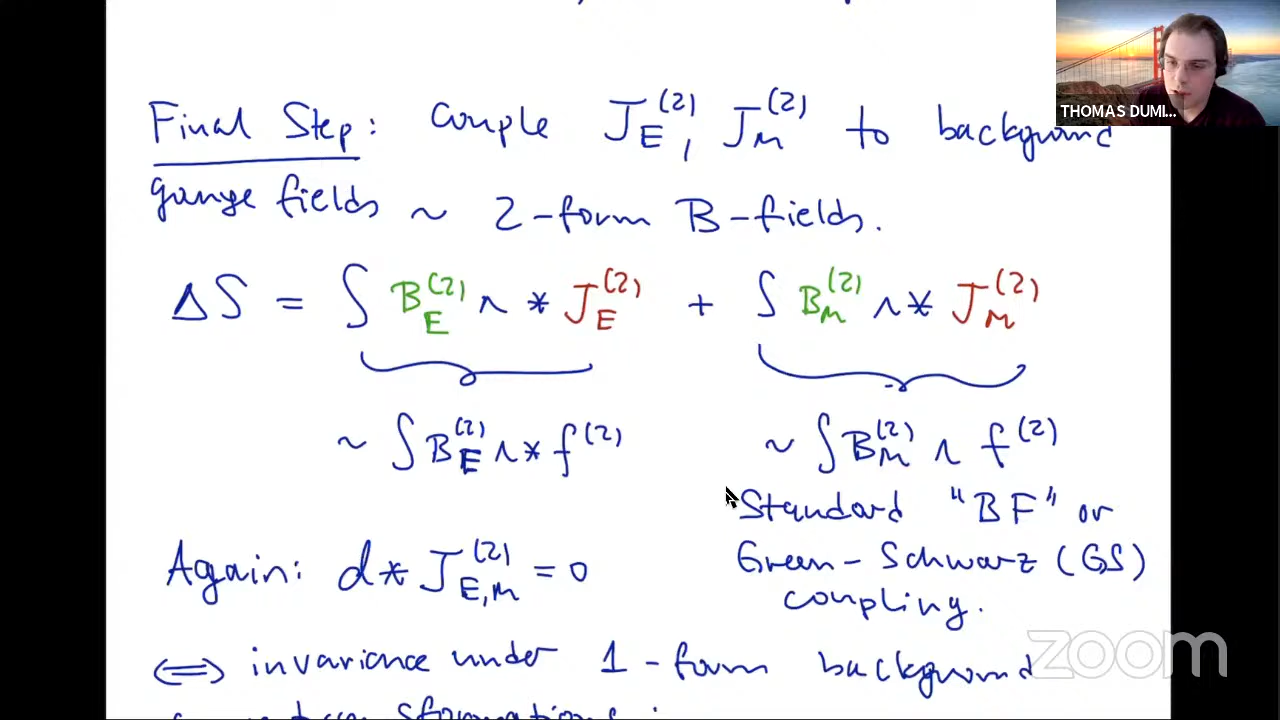 THOMAS DUML...
Final Step: couple J_E^(2), J_M^(2) to background
gauge fields ~ 2-form B-fields.
ΔS = ∫ B_E^(2) ∧ * J_E^(2) + ∫ B_M^(2) ∧ * J_M^(2)
~ ∫ B_E^(2) ∧ * f^(2) ~ ∫ B_M^(2) ∧ f^(2)
Standard "BF" or
Green-Schwarz (GS)
coupling.
Again: d * J_E,M^(2) = 0
⟺ invariance under 1-form background
zoom